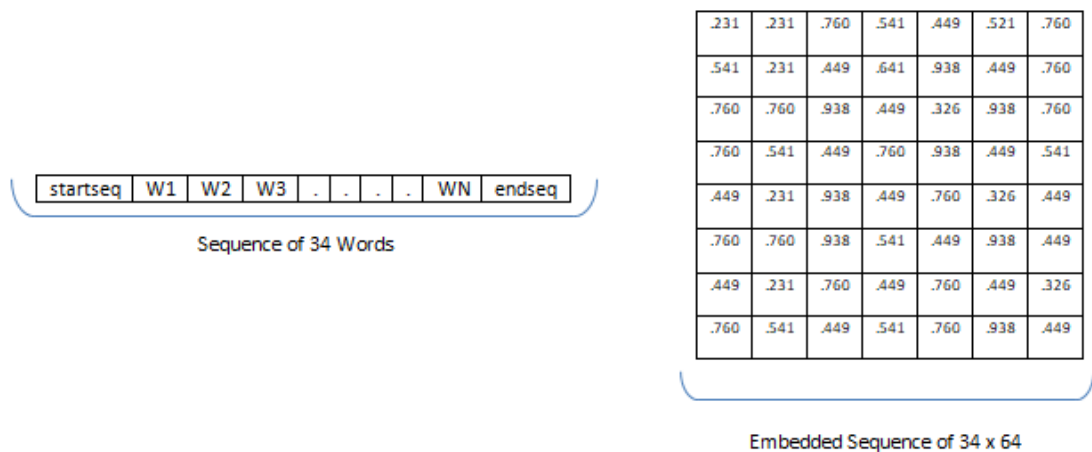 startseq W1 W2 W3 . . . . WN endseq
Sequence of 34 Words
.231 .231 .760 .541 .449 .521 .760
.541 .231 .449 .641 .938 .449 .760
.760 .760 .938 .449 .326 .938 .760
.760 .541 .449 .760 .938 .449 .541
.449 .231 .938 .449 .760 .326 .449
.760 .760 .938 .541 .449 .938 .449
.449 .231 .760 .449 .760 .449 .326
.760 .541 .449 .541 .760 .938 .449
Embedded Sequence of 34 x 64